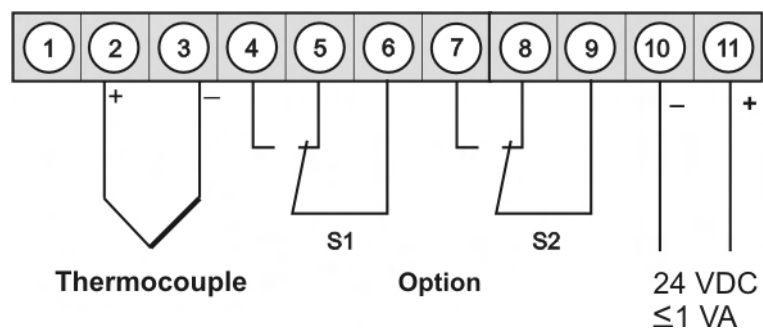 1 2 3 4 5 6 7 8 9 10 11
+ – – +
S1 S2
Thermocouple Option 24 VDC
≤1 VA